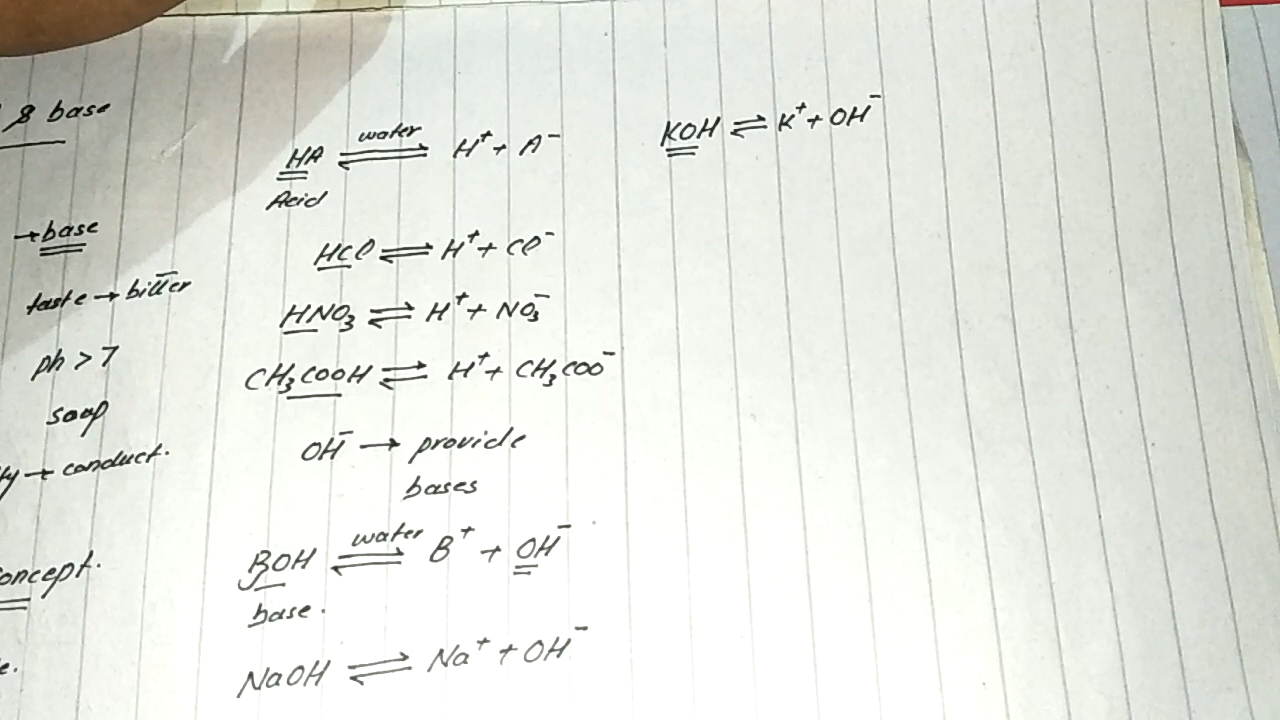 & base
→ base
taste → bitter
ph > 7
soap
→ conduct.
HA ⇌ water H⁺ + A⁻
Acid
HCl ⇌ H⁺ + Cl⁻
HNO₃ ⇌ H⁺ + NO₃⁻
CH₃COOH ⇌ H⁺ + CH₃COO⁻
OH⁻ → provide
bases
BOH ⇌ water B⁺ + OH⁻
base.
NaOH ⇌ Na⁺ + OH⁻
KOH ⇌ K⁺ + OH⁻